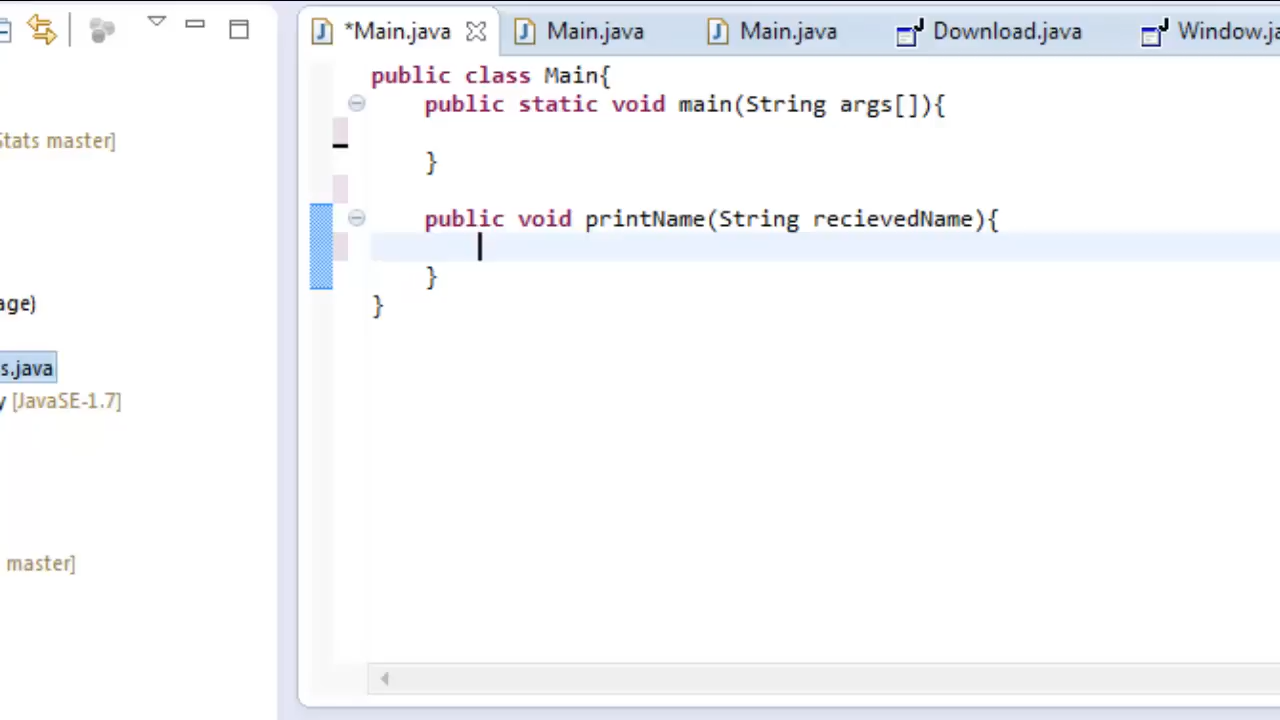 *Main.java Main.java Main.java Download.java Window.ja
public class Main{
public static void main(String args[]){
Stats master]
}
public void printName(String recievedName){
}
age)
}
s.java
y [JavaSE-1.7]
master]